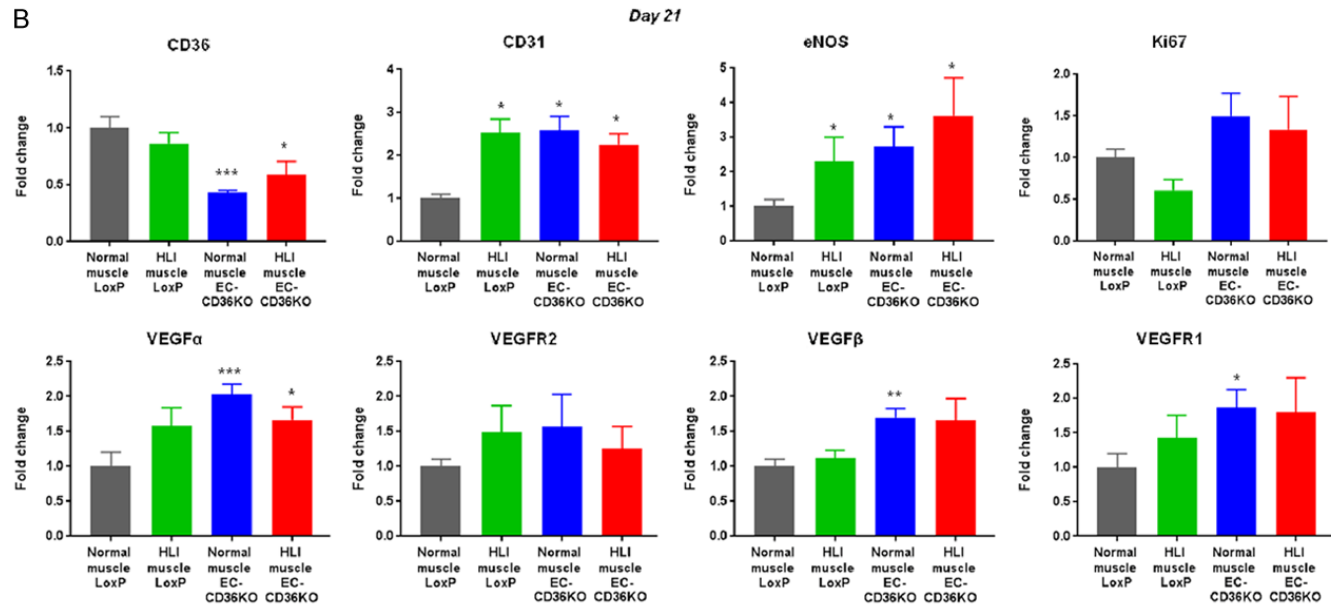 B
Day 21
CD36
Fold change
1.5
1.0
0.5
0.0
***
*
Normal muscle LoxP
HLI muscle LoxP
Normal muscle EC-CD36KO
HLI muscle EC-CD36KO
CD31
Fold change
4
3
2
1
0
*
*
*
Normal muscle LoxP
HLI muscle LoxP
Normal muscle EC-CD36KO
HLI muscle EC-CD36KO
eNOS
Fold change
5
4
3
2
1
0
*
*
*
Normal muscle LoxP
HLI muscle LoxP
Normal muscle EC-CD36KO
HLI muscle EC-CD36KO
Ki67
Fold change
2.0
1.5
1.0
0.5
0.0
Normal muscle LoxP
HLI muscle LoxP
Normal muscle EC-CD36KO
HLI muscle EC-CD36KO
VEGFα
Fold change
2.5
2.0
1.5
1.0
0.5
0.0
***
*
Normal muscle LoxP
HLI muscle LoxP
Normal muscle EC-CD36KO
HLI muscle EC-CD36KO
VEGFR2
Fold change
2.5
2.0
1.5
1.0
0.5
0.0
Normal muscle LoxP
HLI muscle LoxP
Normal muscle EC-CD36KO
HLI muscle EC-CD36KO
VEGFβ
Fold change
2.5
2.0
1.5
1.0
0.5
0.0
**
Normal muscle LoxP
HLI muscle LoxP
Normal muscle EC-CD36KO
HLI muscle EC-CD36KO
VEGFR1
Fold change
2.5
2.0
1.5
1.0
0.5
0.0
*
Normal muscle LoxP
HLI muscle LoxP
Normal muscle EC-CD36KO
HLI muscle EC-CD36KO